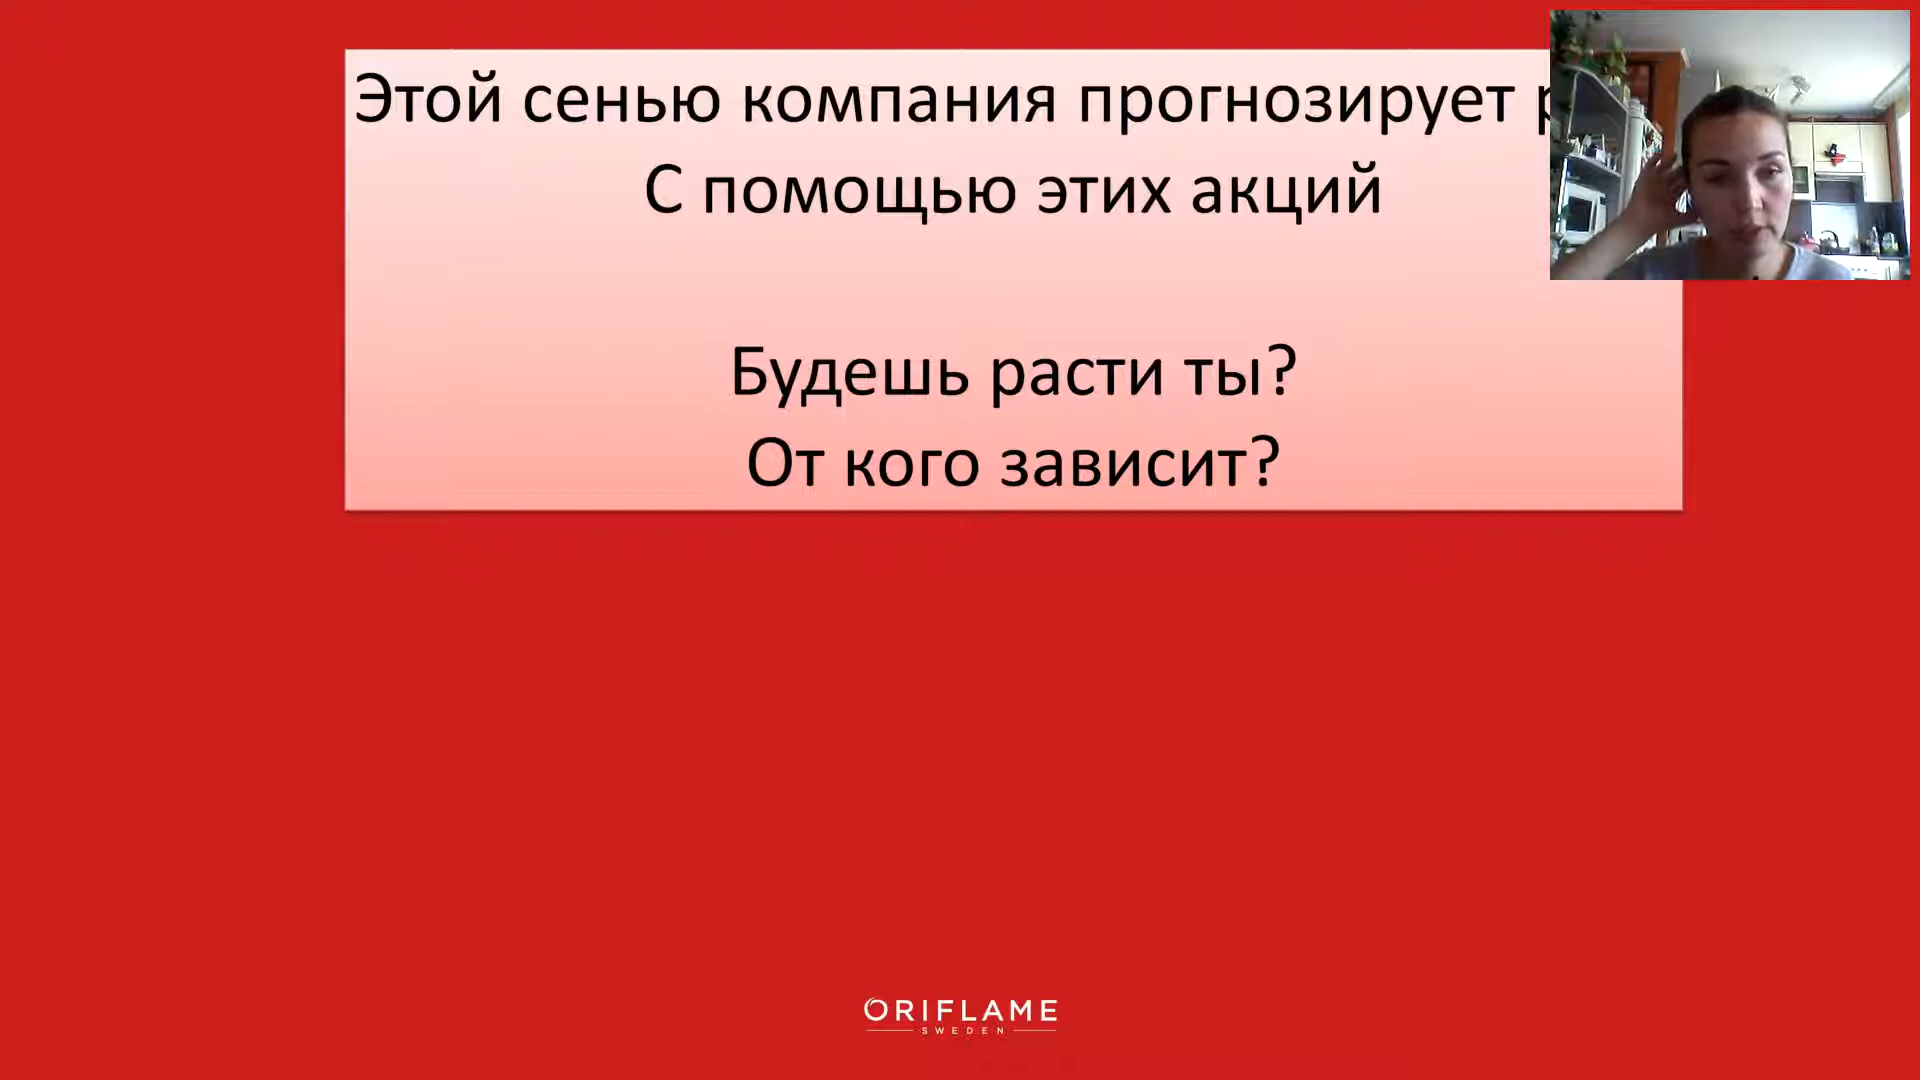 Этой сенью компания прогнозирует
С помощью этих акций
Будешь расти ты?
От кого зависит?
ORIFLAME
SWEDEN